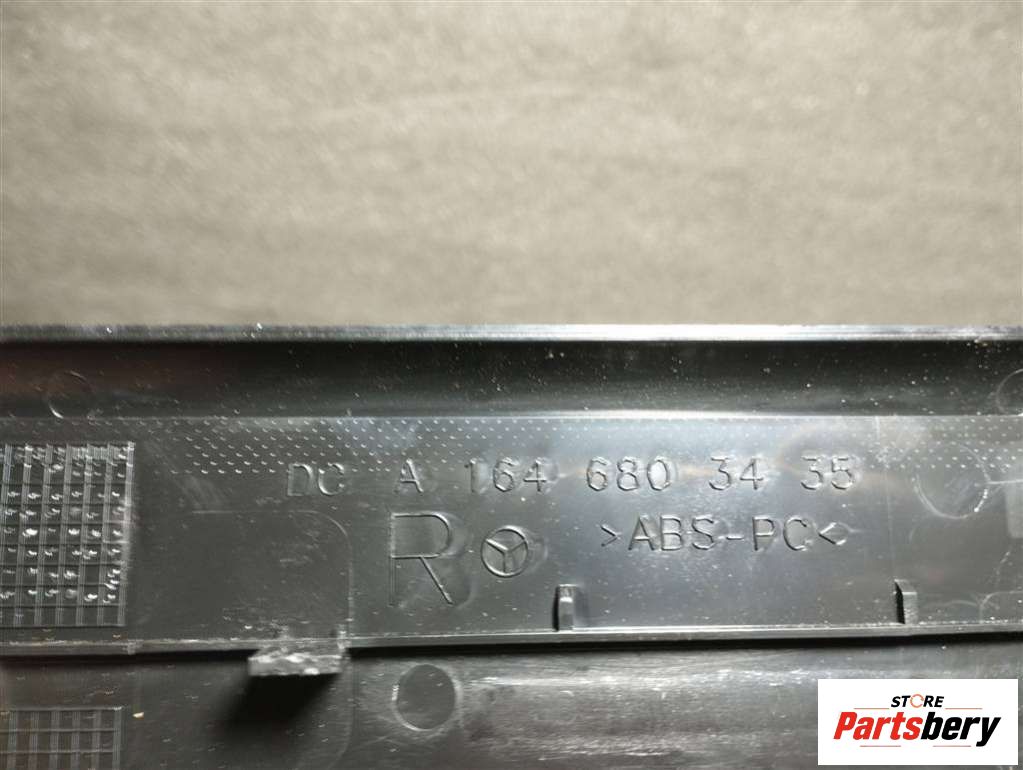 DC A 164 680 34 35
R >ABS-PC<
STORE
Partsbery